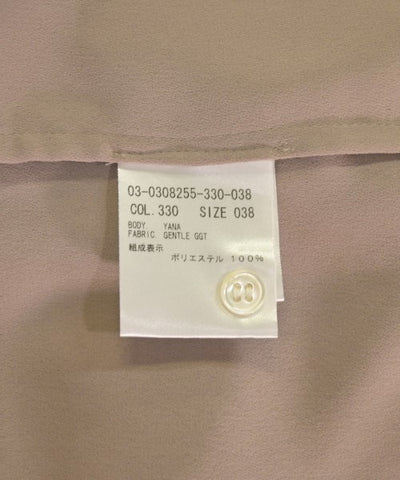 03-0308255-330-038
COL.330 SIZE 038
BODY. YANA
FABRIC. GENTLE GGT
組成表示
ポリエステル 100%